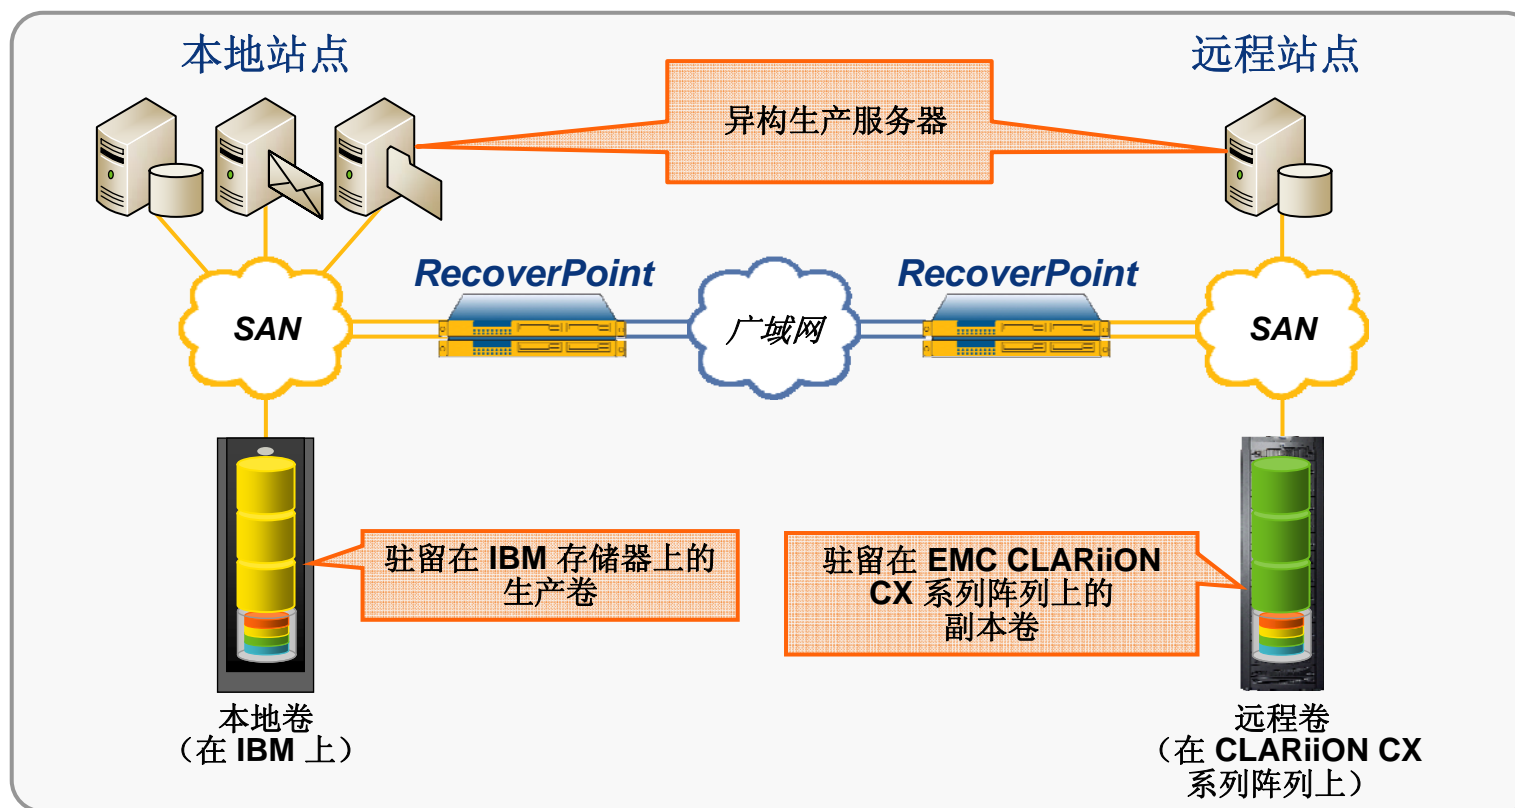 本地站点
远程站点
异构生产服务器
RecoverPoint
RecoverPoint
SAN
广域网
SAN
驻留在 IBM 存储器上的
生产卷
驻留在 EMC CLARiiON
CX 系列阵列上的
副本卷
本地卷
（在 IBM 上）
远程卷
（在 CLARiiON CX
系列阵列上）